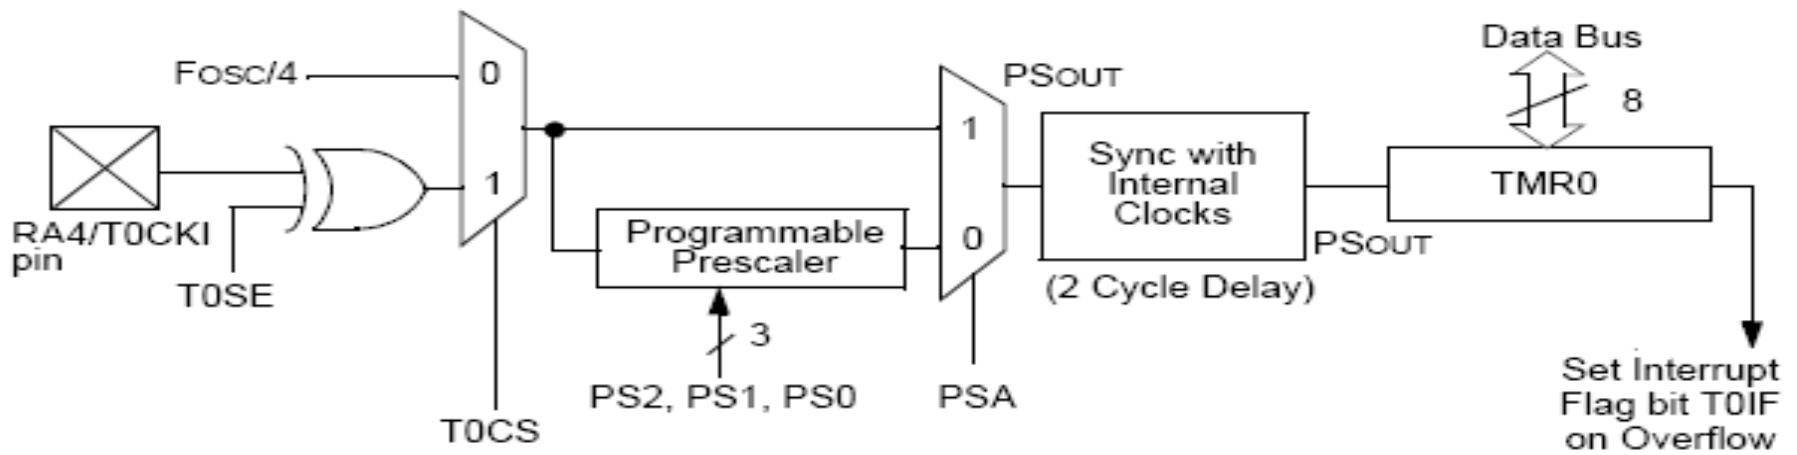 Data Bus
8
FOSC/4
0
PSOUT
1
1
Sync with
Internal
Clocks
TMR0
RA4/T0CKI
pin
Programmable
Prescaler
0
PSOUT
T0SE
(2 Cycle Delay)
3
PS2, PS1, PS0
PSA
T0CS
Set Interrupt
Flag bit T0IF
on Overflow